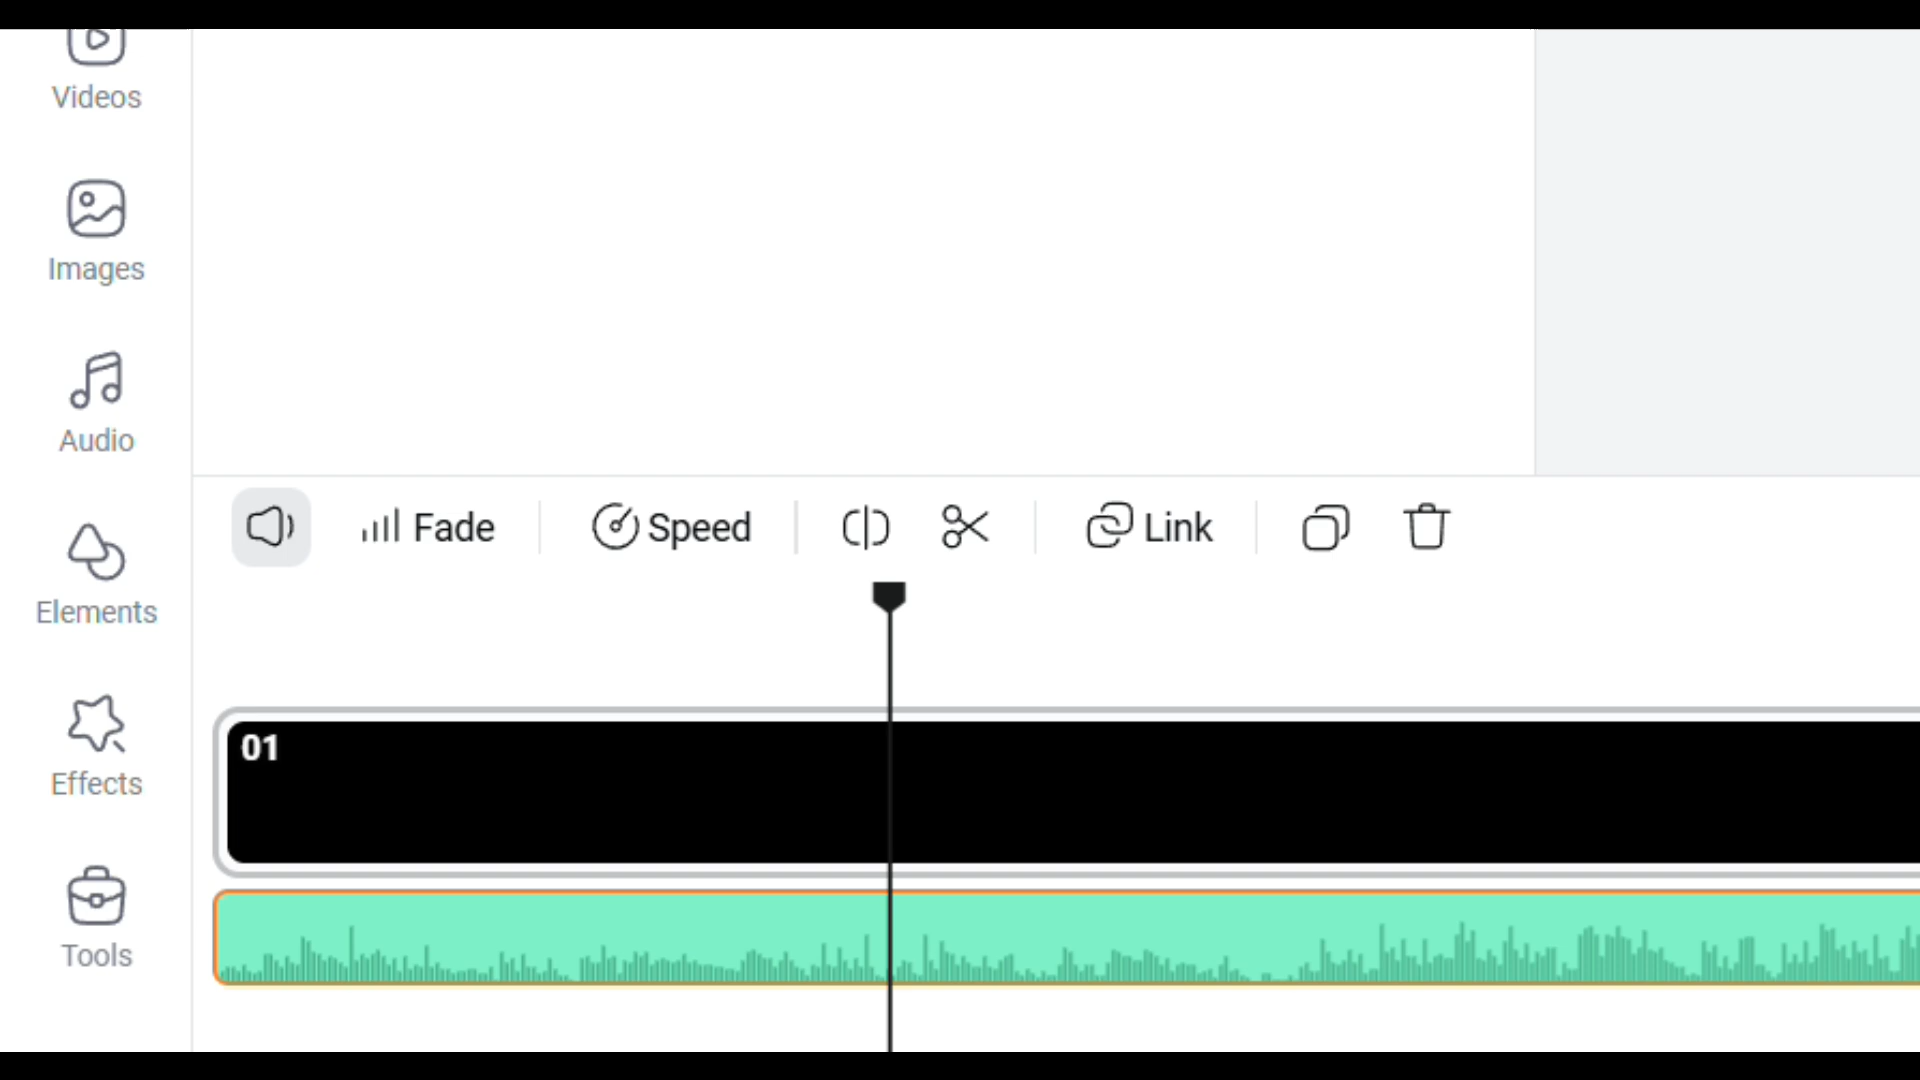 Videos
Images
Audio
Elements
Effects
Tools
Fade
Speed
Link
01